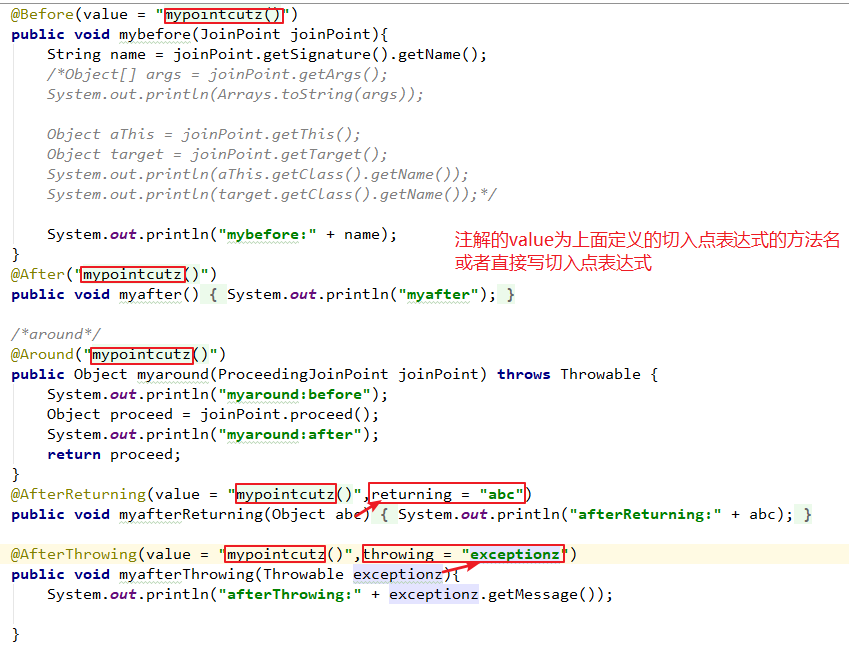 @Before(value = "mypointcutz()")
public void mybefore(JoinPoint joinPoint){
String name = joinPoint.getSignature().getName();
/*Object[] args = joinPoint.getArgs();
System.out.println(Arrays.toString(args));
Object aThis = joinPoint.getThis();
Object target = joinPoint.getTarget();
System.out.println(aThis.getClass().getName());
System.out.println(target.getClass().getName());*/
System.out.println("mybefore:" + name);
注解的value为上面定义的切入点表达式的方法名
或者直接写切入点表达式
}
@After("mypointcutz()")
public void myafter() { System.out.println("myafter"); }
/*around*/
@Around("mypointcutz()")
public Object myaround(ProceedingJoinPoint joinPoint) throws Throwable {
System.out.println("myaround:before");
Object proceed = joinPoint.proceed();
System.out.println("myaround:after");
return proceed;
}
@AfterReturning(value = "mypointcutz()",returning = "abc")
public void myafterReturning(Object abc) { System.out.println("afterReturning:" + abc); }
@AfterThrowing(value = "mypointcutz()",throwing = "exceptionz")
public void myafterThrowing(Throwable exceptionz){
System.out.println("afterThrowing:" + exceptionz.getMessage());
}